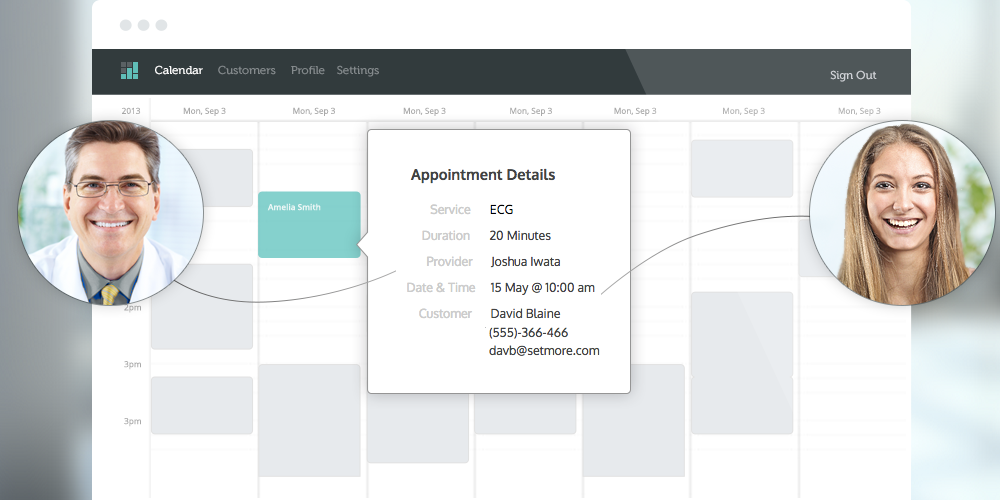 Calendar Customers Profile Settings Sign Out
2013 Mon, Sep 3 Mon, Sep 3 Mon, Sep 3 Mon, Sep 3 Mon, Sep 3 Mon, Sep 3 Mon, Sep 3
Amelia Smith
Appointment Details
Service ECG
Duration 20 Minutes
Provider Joshua Iwata
Date & Time 15 May @ 10:00 am
Customer David Blaine
(555)-366-466
davb@setmore.com
2pm
3pm
3pm